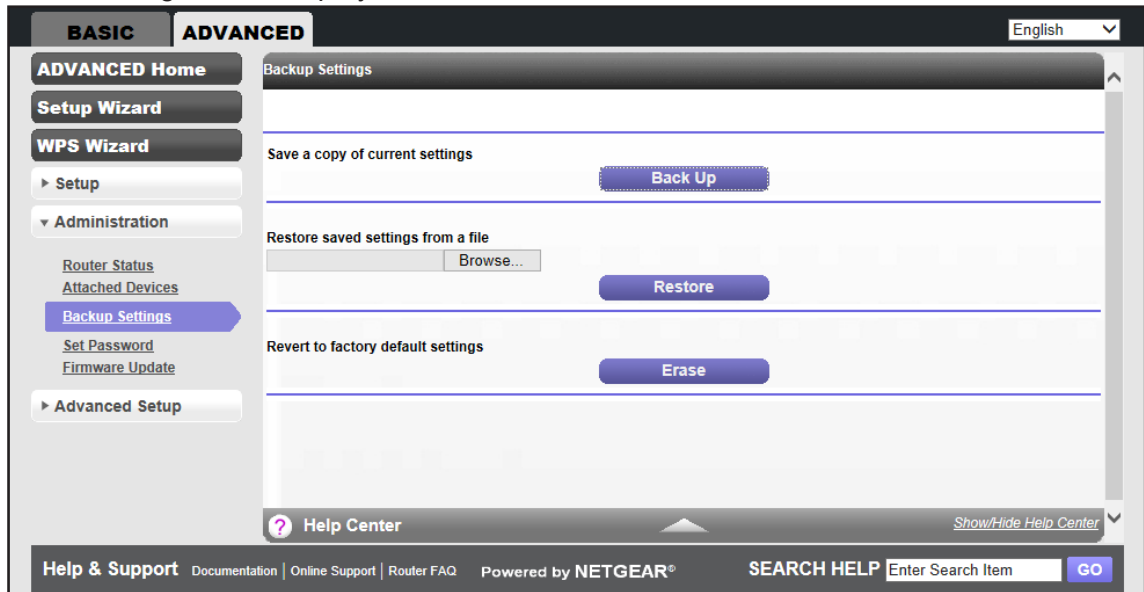 BASIC ADVANCED English
ADVANCED Home
Setup Wizard
WPS Wizard
Setup
Administration
Router Status
Attached Devices
Backup Settings
Set Password
Firmware Update
Advanced Setup
Backup Settings
Save a copy of current settings
Back Up
Restore saved settings from a file
Browse...
Restore
Revert to factory default settings
Erase
? Help Center Show/Hide Help Center
Help & Support Documentation | Online Support | Router FAQ Powered by NETGEAR® SEARCH HELP Enter Search Item GO